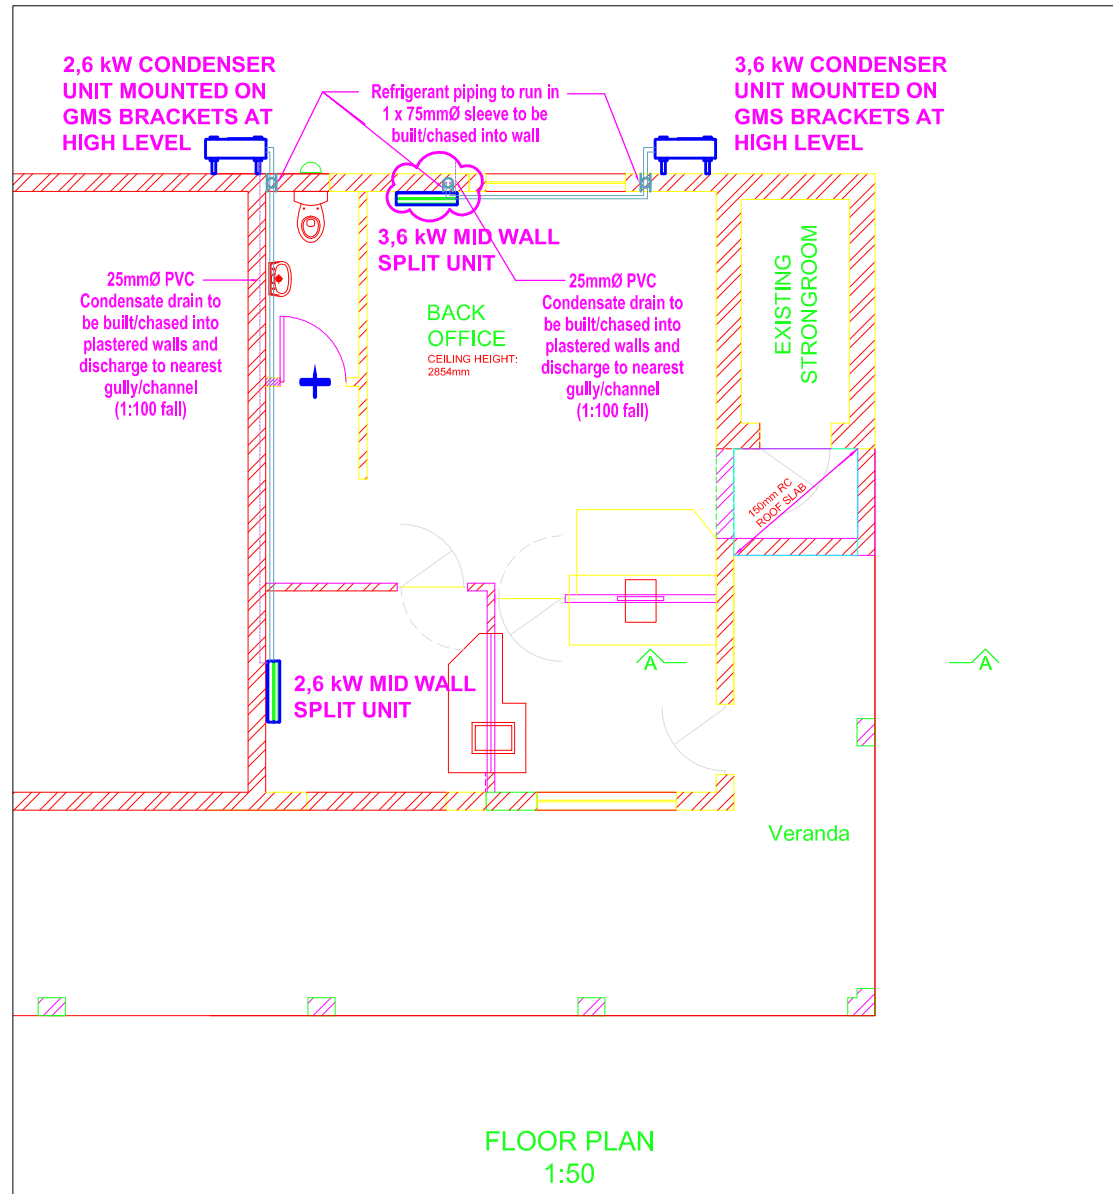 2,6 kW CONDENSER
UNIT MOUNTED ON
GMS BRACKETS AT
HIGH LEVEL
Refrigerant piping to run in
1 x 75mmØ sleeve to be
built/chased into wall
3,6 kW CONDENSER
UNIT MOUNTED ON
GMS BRACKETS AT
HIGH LEVEL
3,6 kW MID WALL
SPLIT UNIT
25mmØ PVC
Condensate drain to
be built/chased into
plastered walls and
discharge to nearest
gully/channel
(1:100 fall)
BACK
OFFICE
CEILING HEIGHT:
2854mm
25mmØ PVC
Condensate drain to
be built/chased into
plastered walls and
discharge to nearest
gully/channel
(1:100 fall)
EXISTING
STRONGROOM
150mm RC
ROOF SLAB
A
A
2,6 kW MID WALL
SPLIT UNIT
Veranda
FLOOR PLAN
1:50